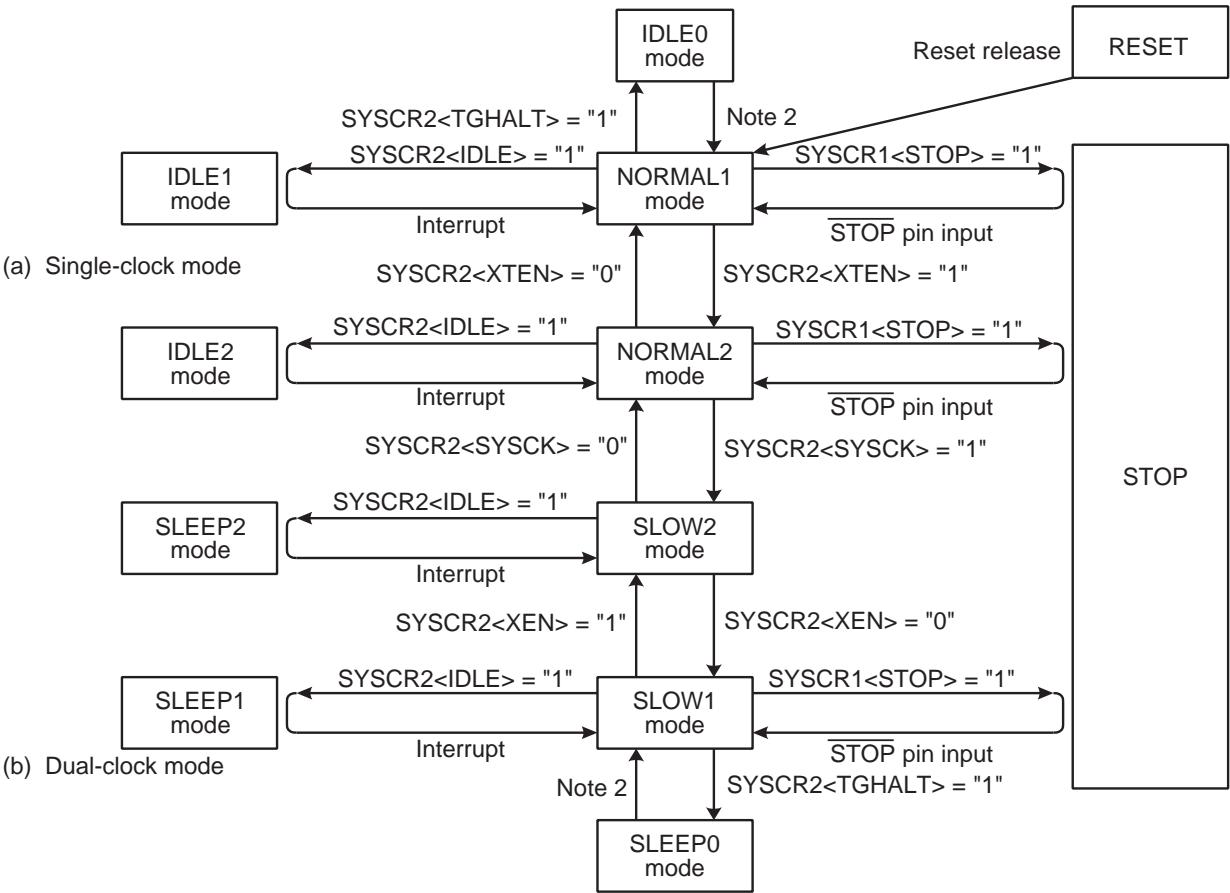 IDLE0
mode
Reset release
RESET
SYSCR2<TGHALT> = "1"
Note 2
IDLE1
mode
SYSCR2<IDLE> = "1"
Interrupt
NORMAL1
mode
SYSCR1<STOP> = "1"
STOP pin input
(a) Single-clock mode
SYSCR2<XTEN> = "0"
SYSCR2<XTEN> = "1"
IDLE2
mode
SYSCR2<IDLE> = "1"
Interrupt
NORMAL2
mode
SYSCR1<STOP> = "1"
STOP pin input
SYSCR2<SYSCK> = "0"
SYSCR2<SYSCK> = "1"
STOP
SLEEP2
mode
SYSCR2<IDLE> = "1"
Interrupt
SLOW2
mode
SYSCR2<XEN> = "1"
SYSCR2<XEN> = "0"
SLEEP1
mode
SYSCR2<IDLE> = "1"
Interrupt
SLOW1
mode
SYSCR1<STOP> = "1"
STOP pin input
(b) Dual-clock mode
Note 2
SYSCR2<TGHALT> = "1"
SLEEP0
mode